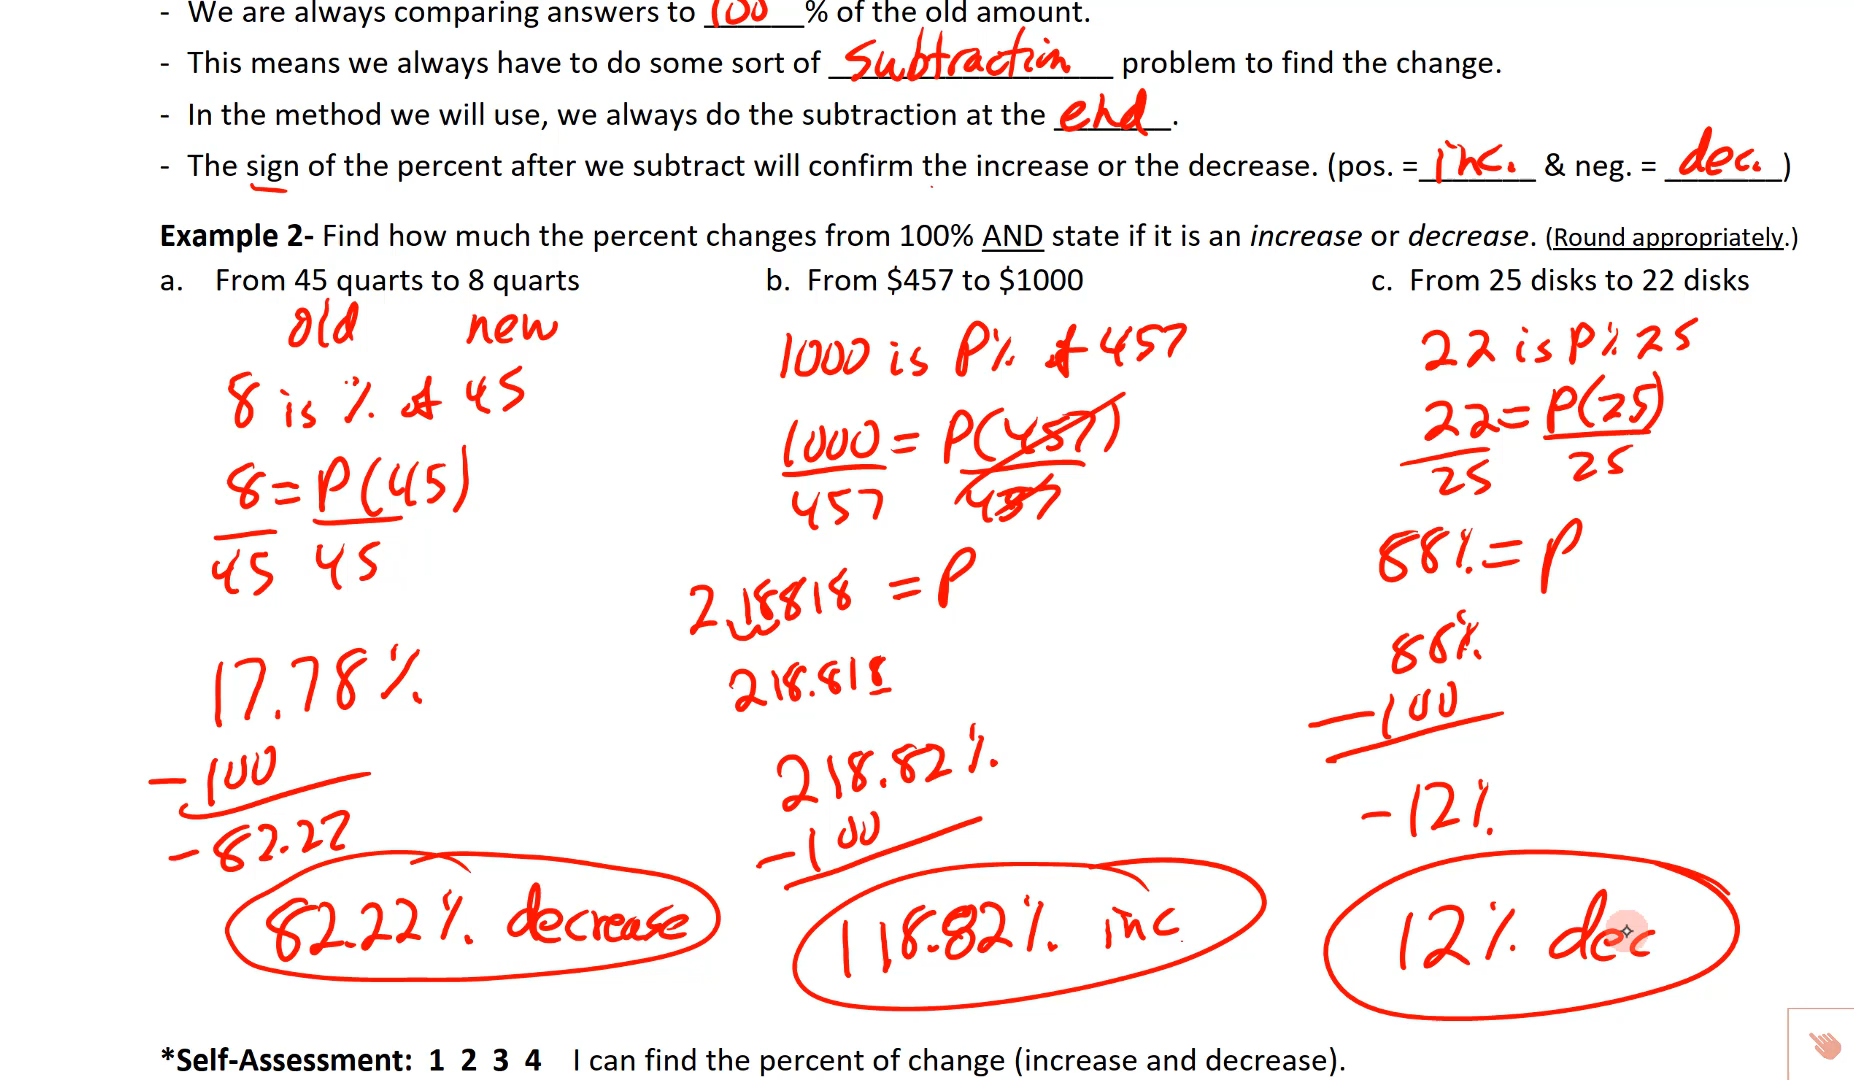 - We are always comparing answers to 100 % of the old amount.
- This means we always have to do some sort of subtraction problem to find the change.
- In the method we will use, we always do the subtraction at the end.
- The sign of the percent after we subtract will confirm the increase or the decrease. (pos. = inc. & neg. = dec.)
Example 2- Find how much the percent changes from 100% AND state if it is an increase or decrease. (Round appropriately.)
a. From 45 quarts to 8 quarts
old new
8 is % of 45
8 = P(45)
45 45
17.78%
-100
-82.22
82.22% decrease
b. From $457 to $1000
1000 is P% of 457
1000 = P(457)
457 457
2.18818 = P
218.818
218.82%
-100
118.82% inc
c. From 25 disks to 22 disks
22 is P% 25
22 = P(25)
25 25
88% = P
88%
-100
-12%
12% dec
*Self-Assessment: 1 2 3 4 I can find the percent of change (increase and decrease).